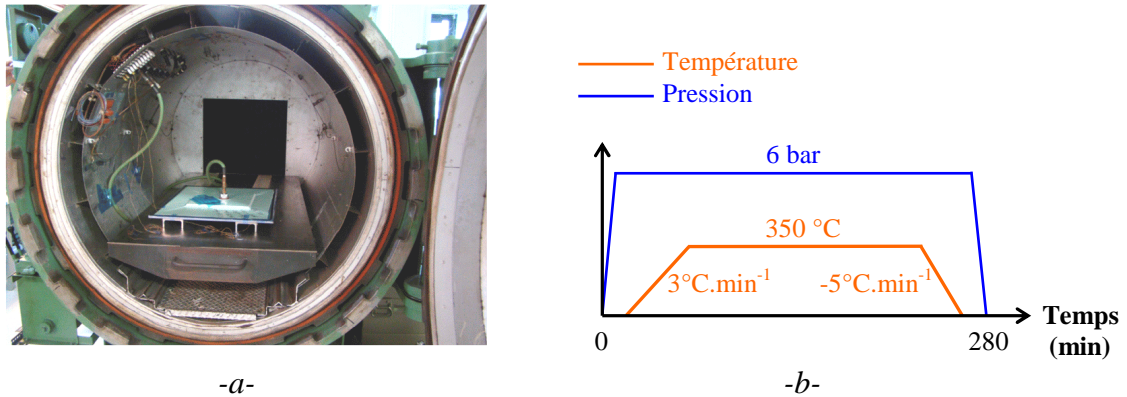 Température
Pression
6 bar
350 °C
3°C.min⁻¹
-5°C.min⁻¹
Temps
(min)
0
280
-a-
-b-